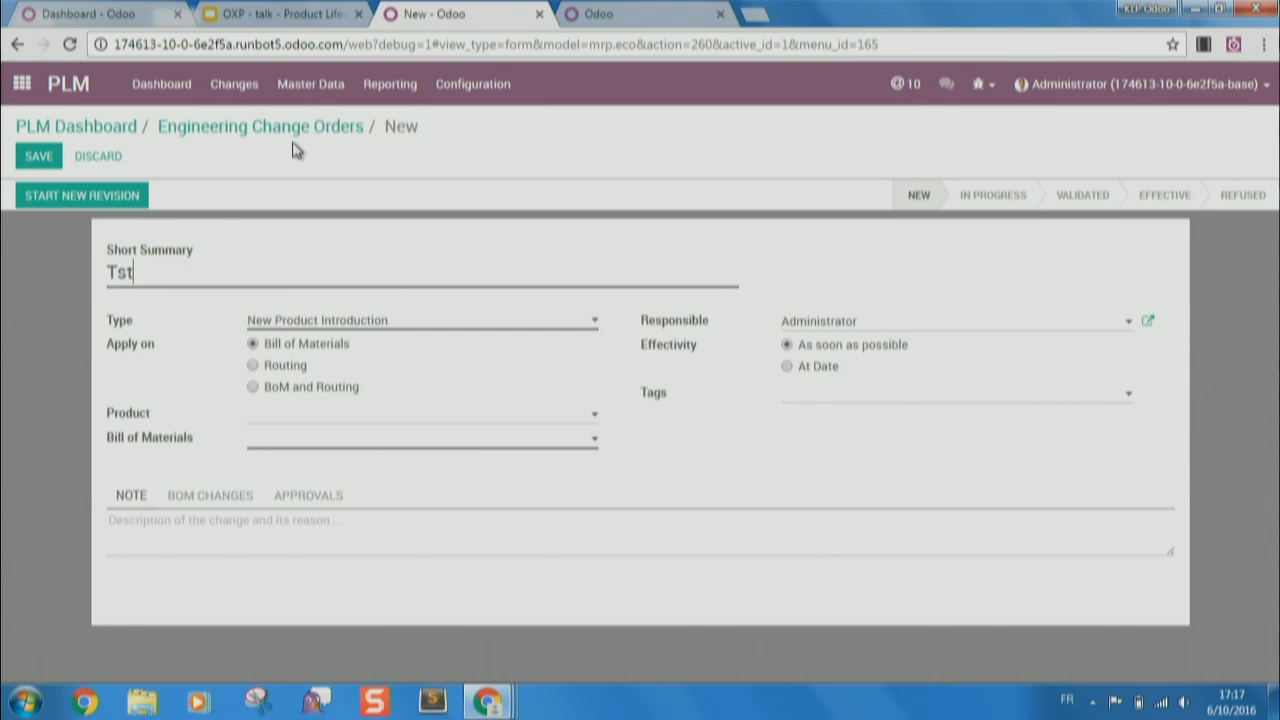 Dashboard - Odoo
OXP - talk - Product Life
New - Odoo
Odoo
KLP Odoo
174613-10-0-6e2f5a.runbot5.odoo.com/web?debug=1#view_type=form&model=mrp.eco&action=260&active_id=1&menu_id=165
PLM Dashboard Changes Master Data Reporting Configuration
10
Administrator (174613-10-0-6e2f5a-base)
PLM Dashboard / Engineering Change Orders / New
SAVE DISCARD
START NEW REVISION
NEW IN PROGRESS VALIDATED EFFECTIVE REFUSED
Short Summary
Tst
Type New Product Introduction
Responsible Administrator
Apply on Bill of Materials
Effectivity As soon as possible
Routing
At Date
BoM and Routing
Tags
Product
Bill of Materials
NOTE BOM CHANGES APPROVALS
Description of the change and its reason ...
FR
17:17
6/10/2016